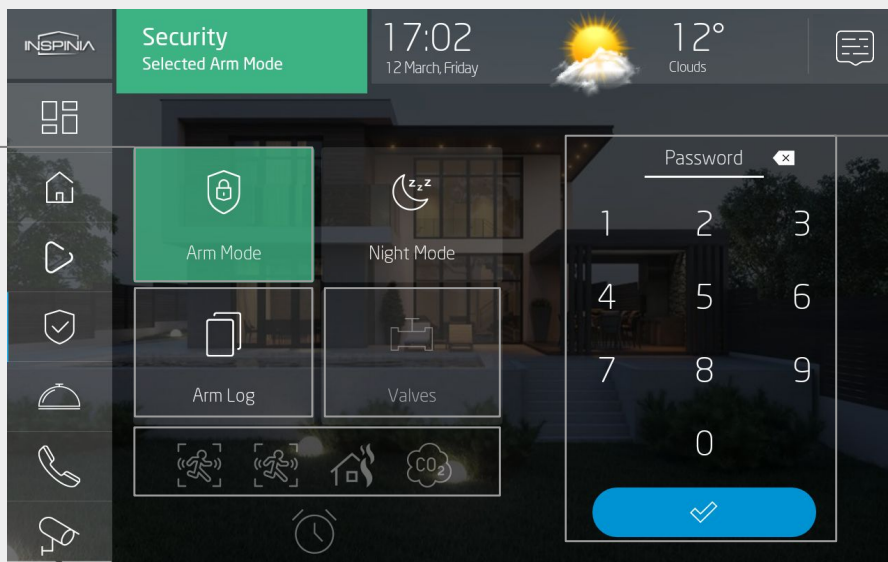 INSPINIA
Security
Selected Arm Mode
17:02
12 March, Friday
12°
Clouds
Arm Mode
zzz
Night Mode
Arm Log
Valves
CO2
Password
1 2 3
4 5 6
7 8 9
0